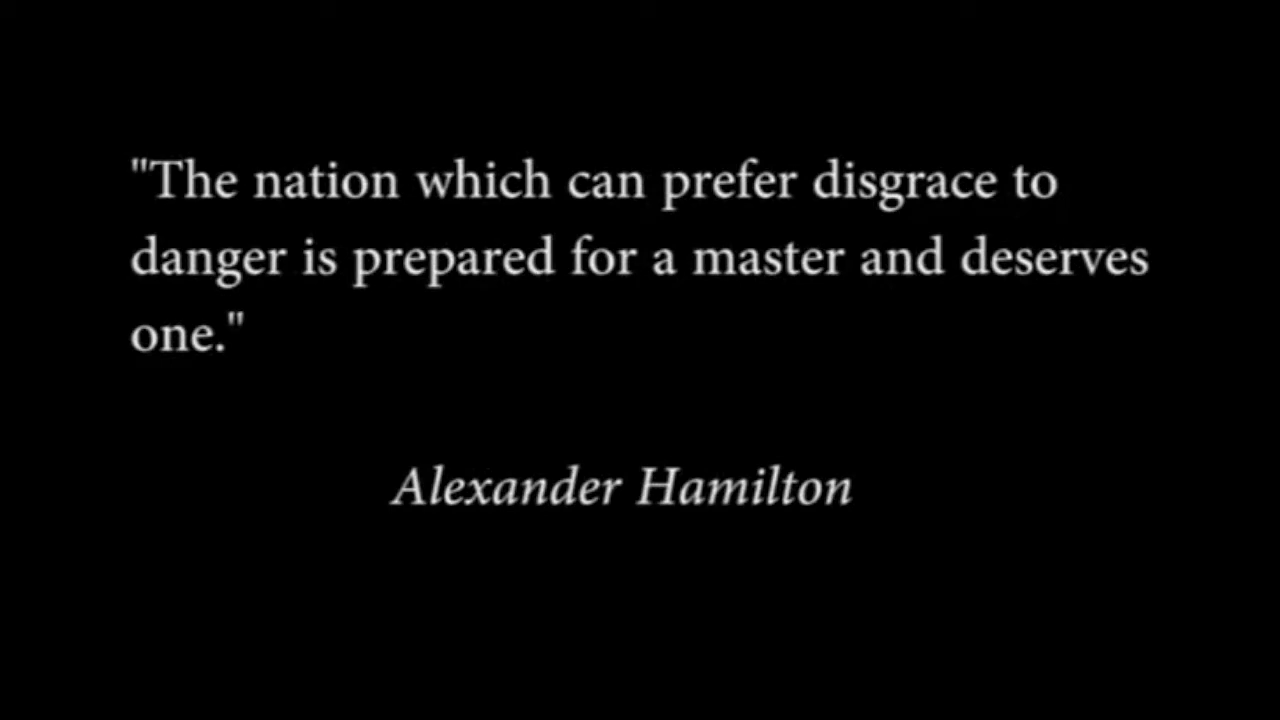 "The nation which can prefer disgrace to
danger is prepared for a master and deserves
one."
Alexander Hamilton